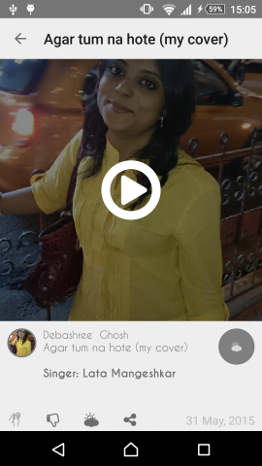 59% 15:05
Agar tum na hote (my cover)
Debashree Ghosh
Agar tum na hote (my cover)
Singer: Lata Mangeshkar
31 May, 2015